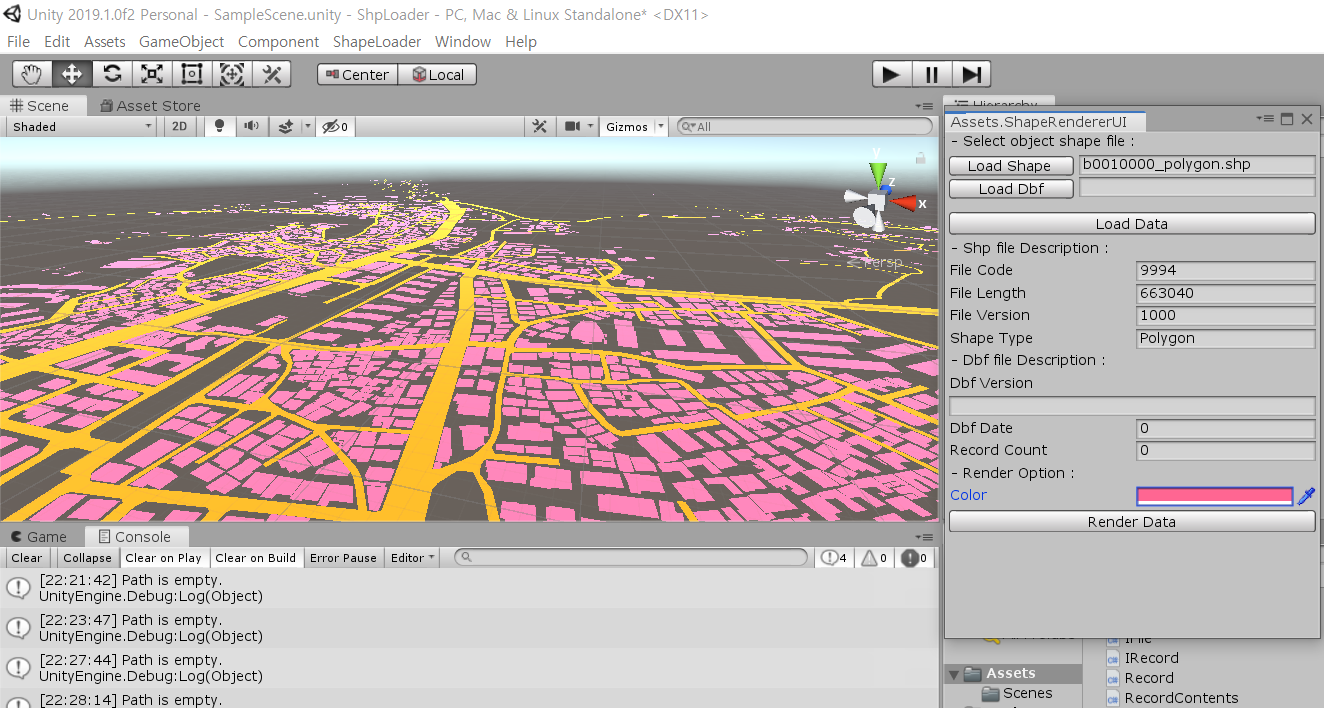 Unity 2019.1.0f2 Personal - SampleScene.unity - ShpLoader - PC, Mac & Linux Standalone* <DX11>
File Edit Assets GameObject Component ShapeLoader Window Help
Center Local
Scene Asset Store
Shaded 2D 0 Gizmos All
y
z
x
Persp
Hierarchy
Assets.ShapeRendererUI
- Select object shape file :
Load Shape b0010000_polygon.shp
Load Dbf
Load Data
- Shp file Description :
File Code 9994
File Length 663040
File Version 1000
Shape Type Polygon
- Dbf file Description :
Dbf Version
Dbf Date 0
Record Count 0
- Render Option :
Color
Render Data
Game Console
Clear Collapse Clear on Play Clear on Build Error Pause Editor 4 0 0
[22:21:42] Path is empty.
UnityEngine.Debug:Log(Object)
[22:23:47] Path is empty.
UnityEngine.Debug:Log(Object)
[22:27:44] Path is empty.
UnityEngine.Debug:Log(Object)
[22:28:14] Path is empty.
IFile
Assets IRecord
Record
Scenes
RecordContents